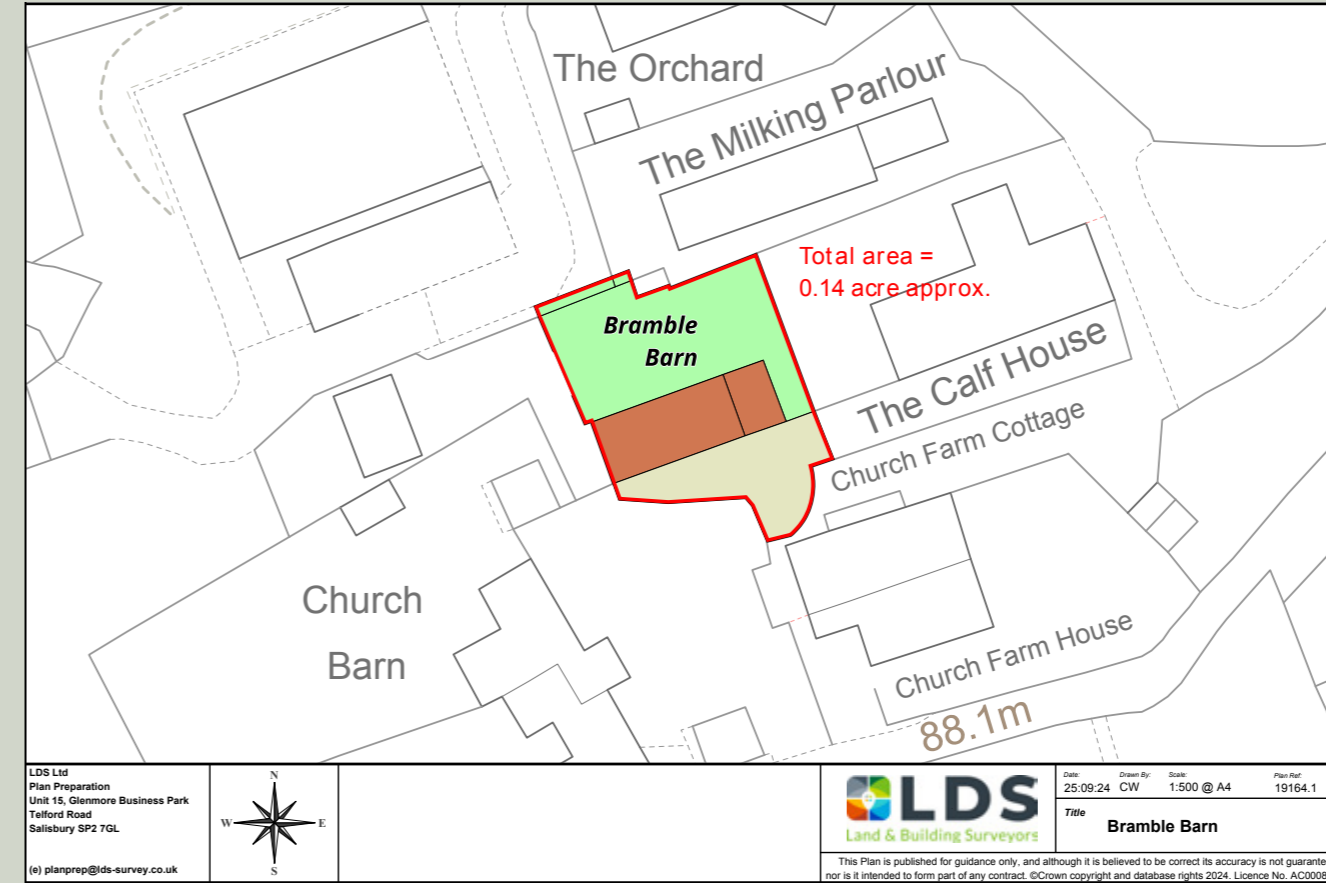 The Orchard
The Milking Parlour
Total area =
0.14 acre approx.
Bramble
Barn
The Calf House
Church Farm Cottage
Church
Barn
Church Farm House
88.1m
LDS Ltd
Plan Preparation
Unit 15, Glenmore Business Park
Telford Road
Salisbury SP2 7GL
(e) planprep@lds-survey.co.uk
N
W
E
S
LDS
Land & Building Surveyors
Date: Drawn By: Scale: Plan Ref:
25:09:24 CW 1:500 @ A4 19164.1
Title
Bramble Barn
This Plan is published for guidance only, and although it is believed to be correct its accuracy is not guarante
nor is it intended to form part of any contract. ©Crown copyright and database rights 2024. Licence No. AC0008